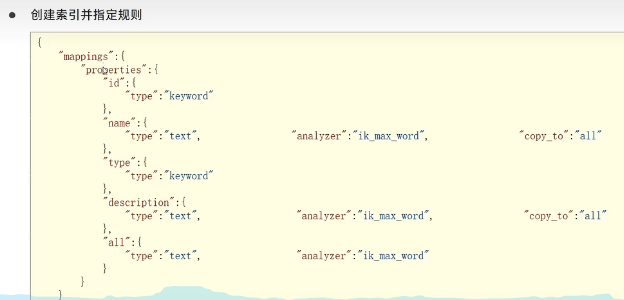 ● 创建索引并指定规则
{
"mappings":{
"properties":{
"id":{
"type":"keyword"
},
"name":{
"type":"text", "analyzer":"ik_max_word", "copy_to":"all"
},
"type":{
"type":"keyword"
},
"description":{
"type":"text", "analyzer":"ik_max_word", "copy_to":"all"
},
"all":{
"type":"text", "analyzer":"ik_max_word"
}
}
}